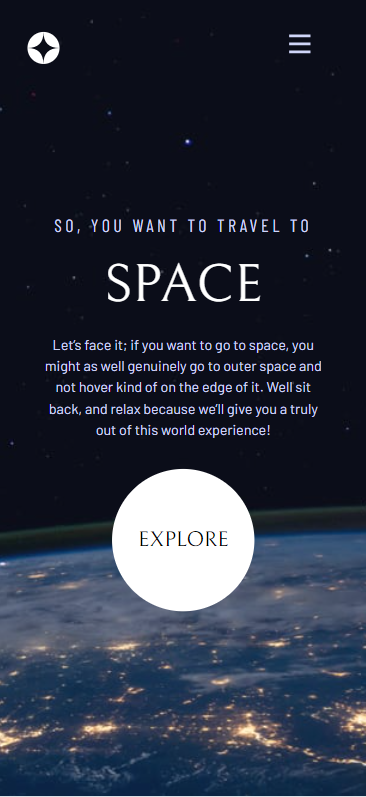 SO, YOU WANT TO TRAVEL TO
SPACE
Let’s face it; if you want to go to space, you
might as well genuinely go to outer space and
not hover kind of on the edge of it. Well sit
back, and relax because we’ll give you a truly
out of this world experience!
EXPLORE